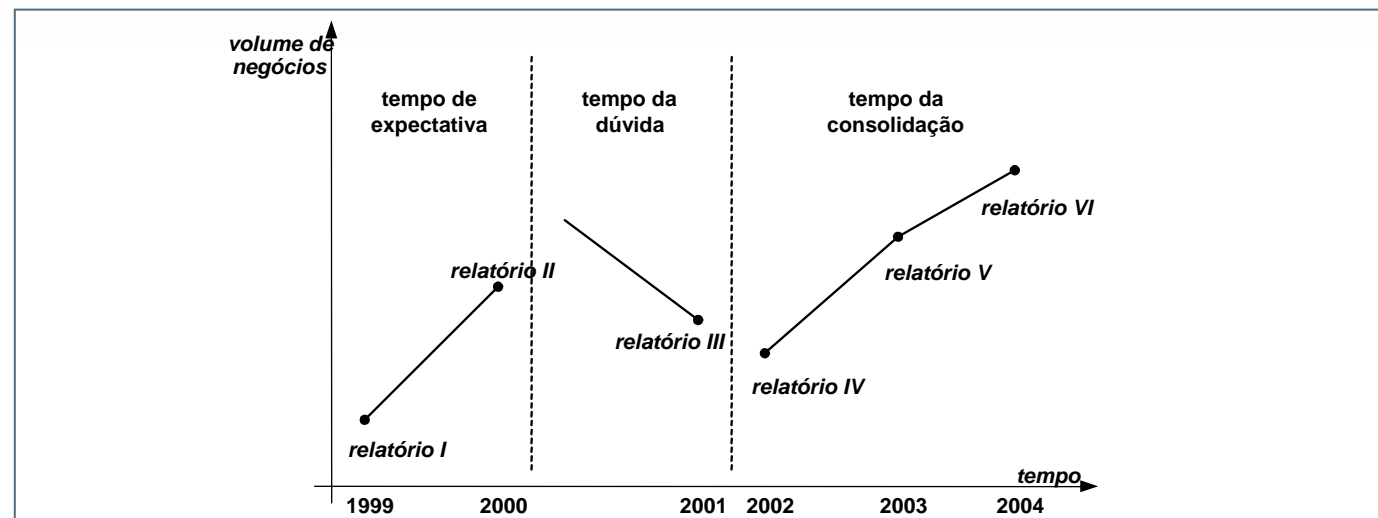 volume de
negócios
tempo de
expectativa
tempo da
dúvida
tempo da
consolidação
relatório VI
relatório II
relatório V
relatório III
relatório IV
relatório I
tempo
1999 2000 2001 2002 2003 2004